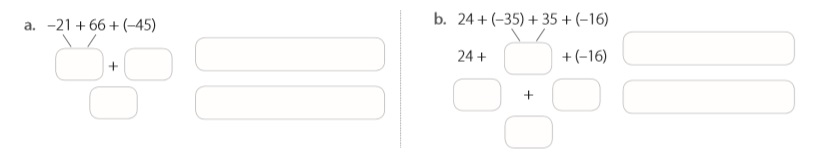 a. −21 + 66 + (−45)
+
b. 24 + (−35) + 35 + (−16)
24 + + (−16)
+